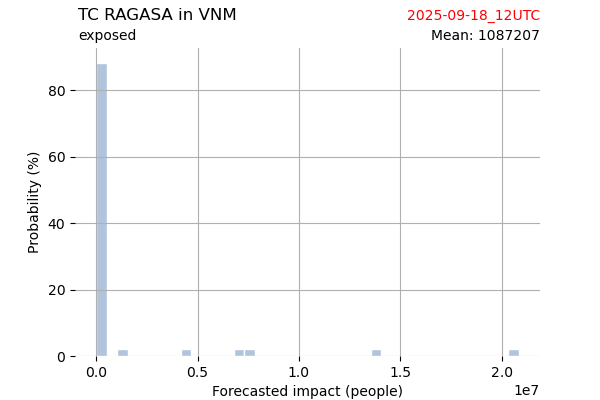 TC RAGASA in VNM
2025-09-18_12UTC
exposed
Mean: 1087207
Probability (%)
80
60
40
20
0
0.0
0.5
1.0
1.5
2.0
1e7
Forecasted impact (people)